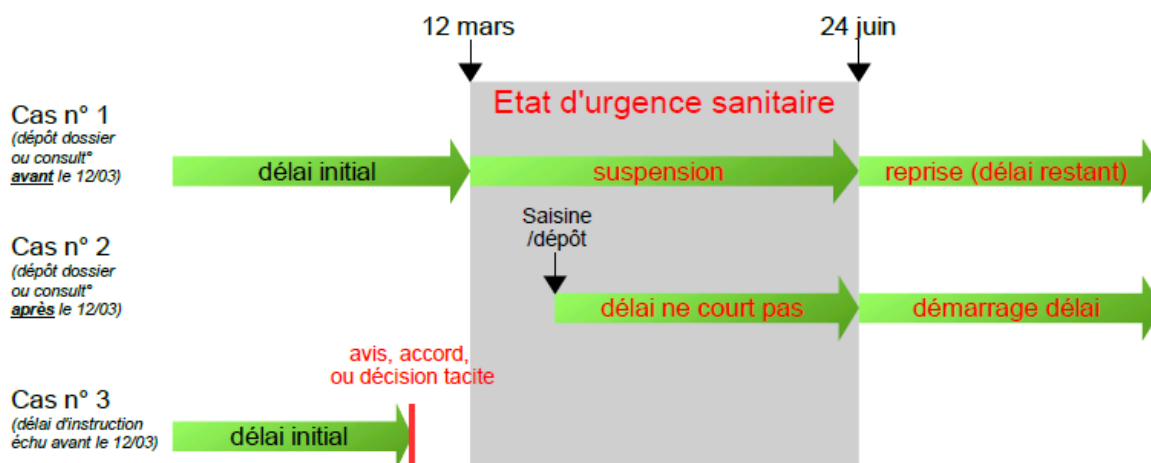 12 mars
24 juin
Etat d'urgence sanitaire
Cas n° 1
(dépôt dossier
ou consult°
avant le 12/03)
délai initial
suspension
reprise (délai restant)
Saisine
/dépôt
Cas n° 2
(dépôt dossier
ou consult°
après le 12/03)
délai ne court pas
démarrage délai
avis, accord,
ou décision tacite
Cas n° 3
(délai d'instruction
échu avant le 12/03)
délai initial